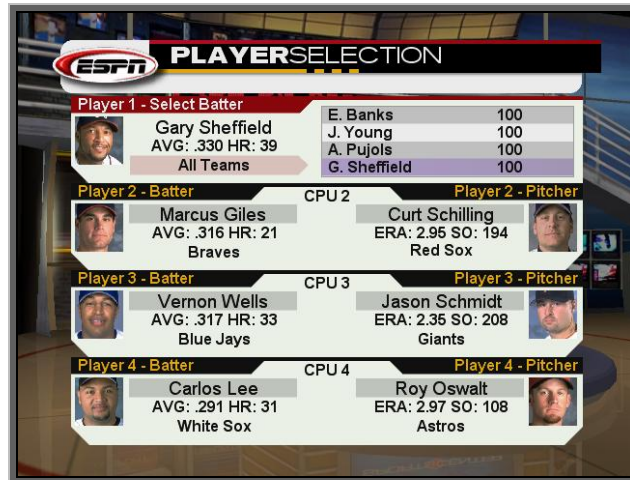 ESPN
PLAYERSELECTION
Player 1 - Select Batter
Gary Sheffield
AVG: .330 HR: 39
All Teams
E. Banks 100
J. Young 100
A. Pujols 100
G. Sheffield 100
Player 2 - Batter
CPU 2
Player 2 - Pitcher
Marcus Giles
AVG: .316 HR: 21
Braves
Curt Schilling
ERA: 2.95 SO: 194
Red Sox
Player 3 - Batter
CPU 3
Player 3 - Pitcher
Vernon Wells
AVG: .317 HR: 33
Blue Jays
Jason Schmidt
ERA: 2.35 SO: 208
Giants
Player 4 - Batter
CPU 4
Player 4 - Pitcher
Carlos Lee
AVG: .291 HR: 31
White Sox
Roy Oswalt
ERA: 2.97 SO: 108
Astros